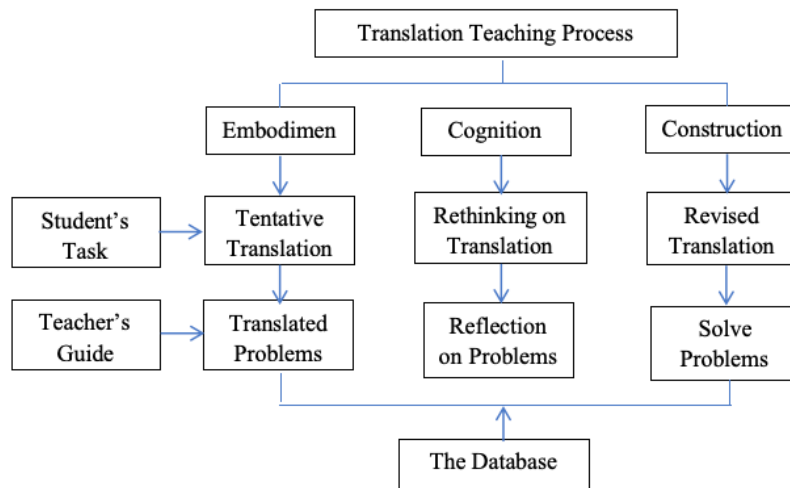 Translation Teaching Process
Embodimen
Cognition
Construction
Student’s
Task
Tentative
Translation
Rethinking on
Translation
Revised
Translation
Teacher’s
Guide
Translated
Problems
Reflection
on Problems
Solve
Problems
The Database